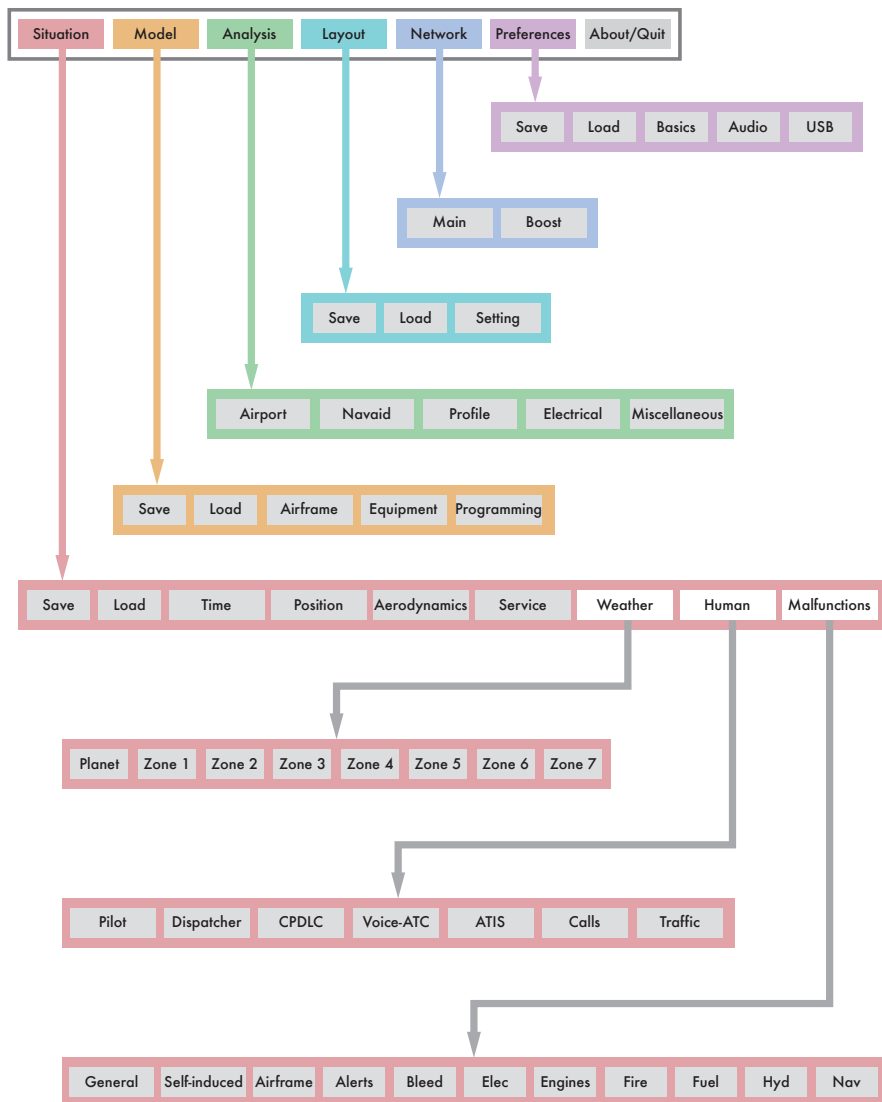 Situation Model Analysis Layout Network Preferences About/Quit
Save Load Basics Audio USB
Main Boost
Save Load Setting
Airport Navaid Profile Electrical Miscellaneous
Save Load Airframe Equipment Programming
Save Load Time Position Aerodynamics Service Weather Human Malfunctions
Planet Zone 1 Zone 2 Zone 3 Zone 4 Zone 5 Zone 6 Zone 7
Pilot Dispatcher CPDLC Voice-ATC ATIS Calls Traffic
General Self-induced Airframe Alerts Bleed Elec Engines Fire Fuel Hyd Nav